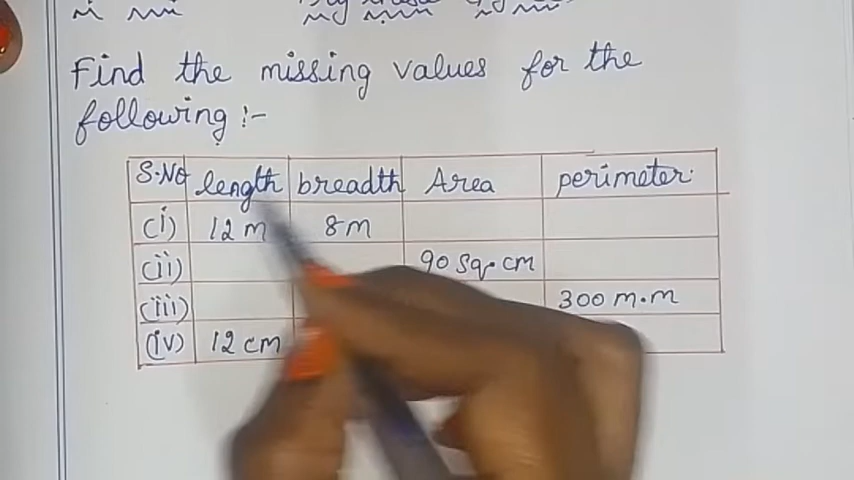 Find the missing values for the
following :-
S.No length breadth Area perimeter
(i) 12 m 8 m
(ii) 90 sq.cm
(iii) 300 m.m
(iv) 12 cm